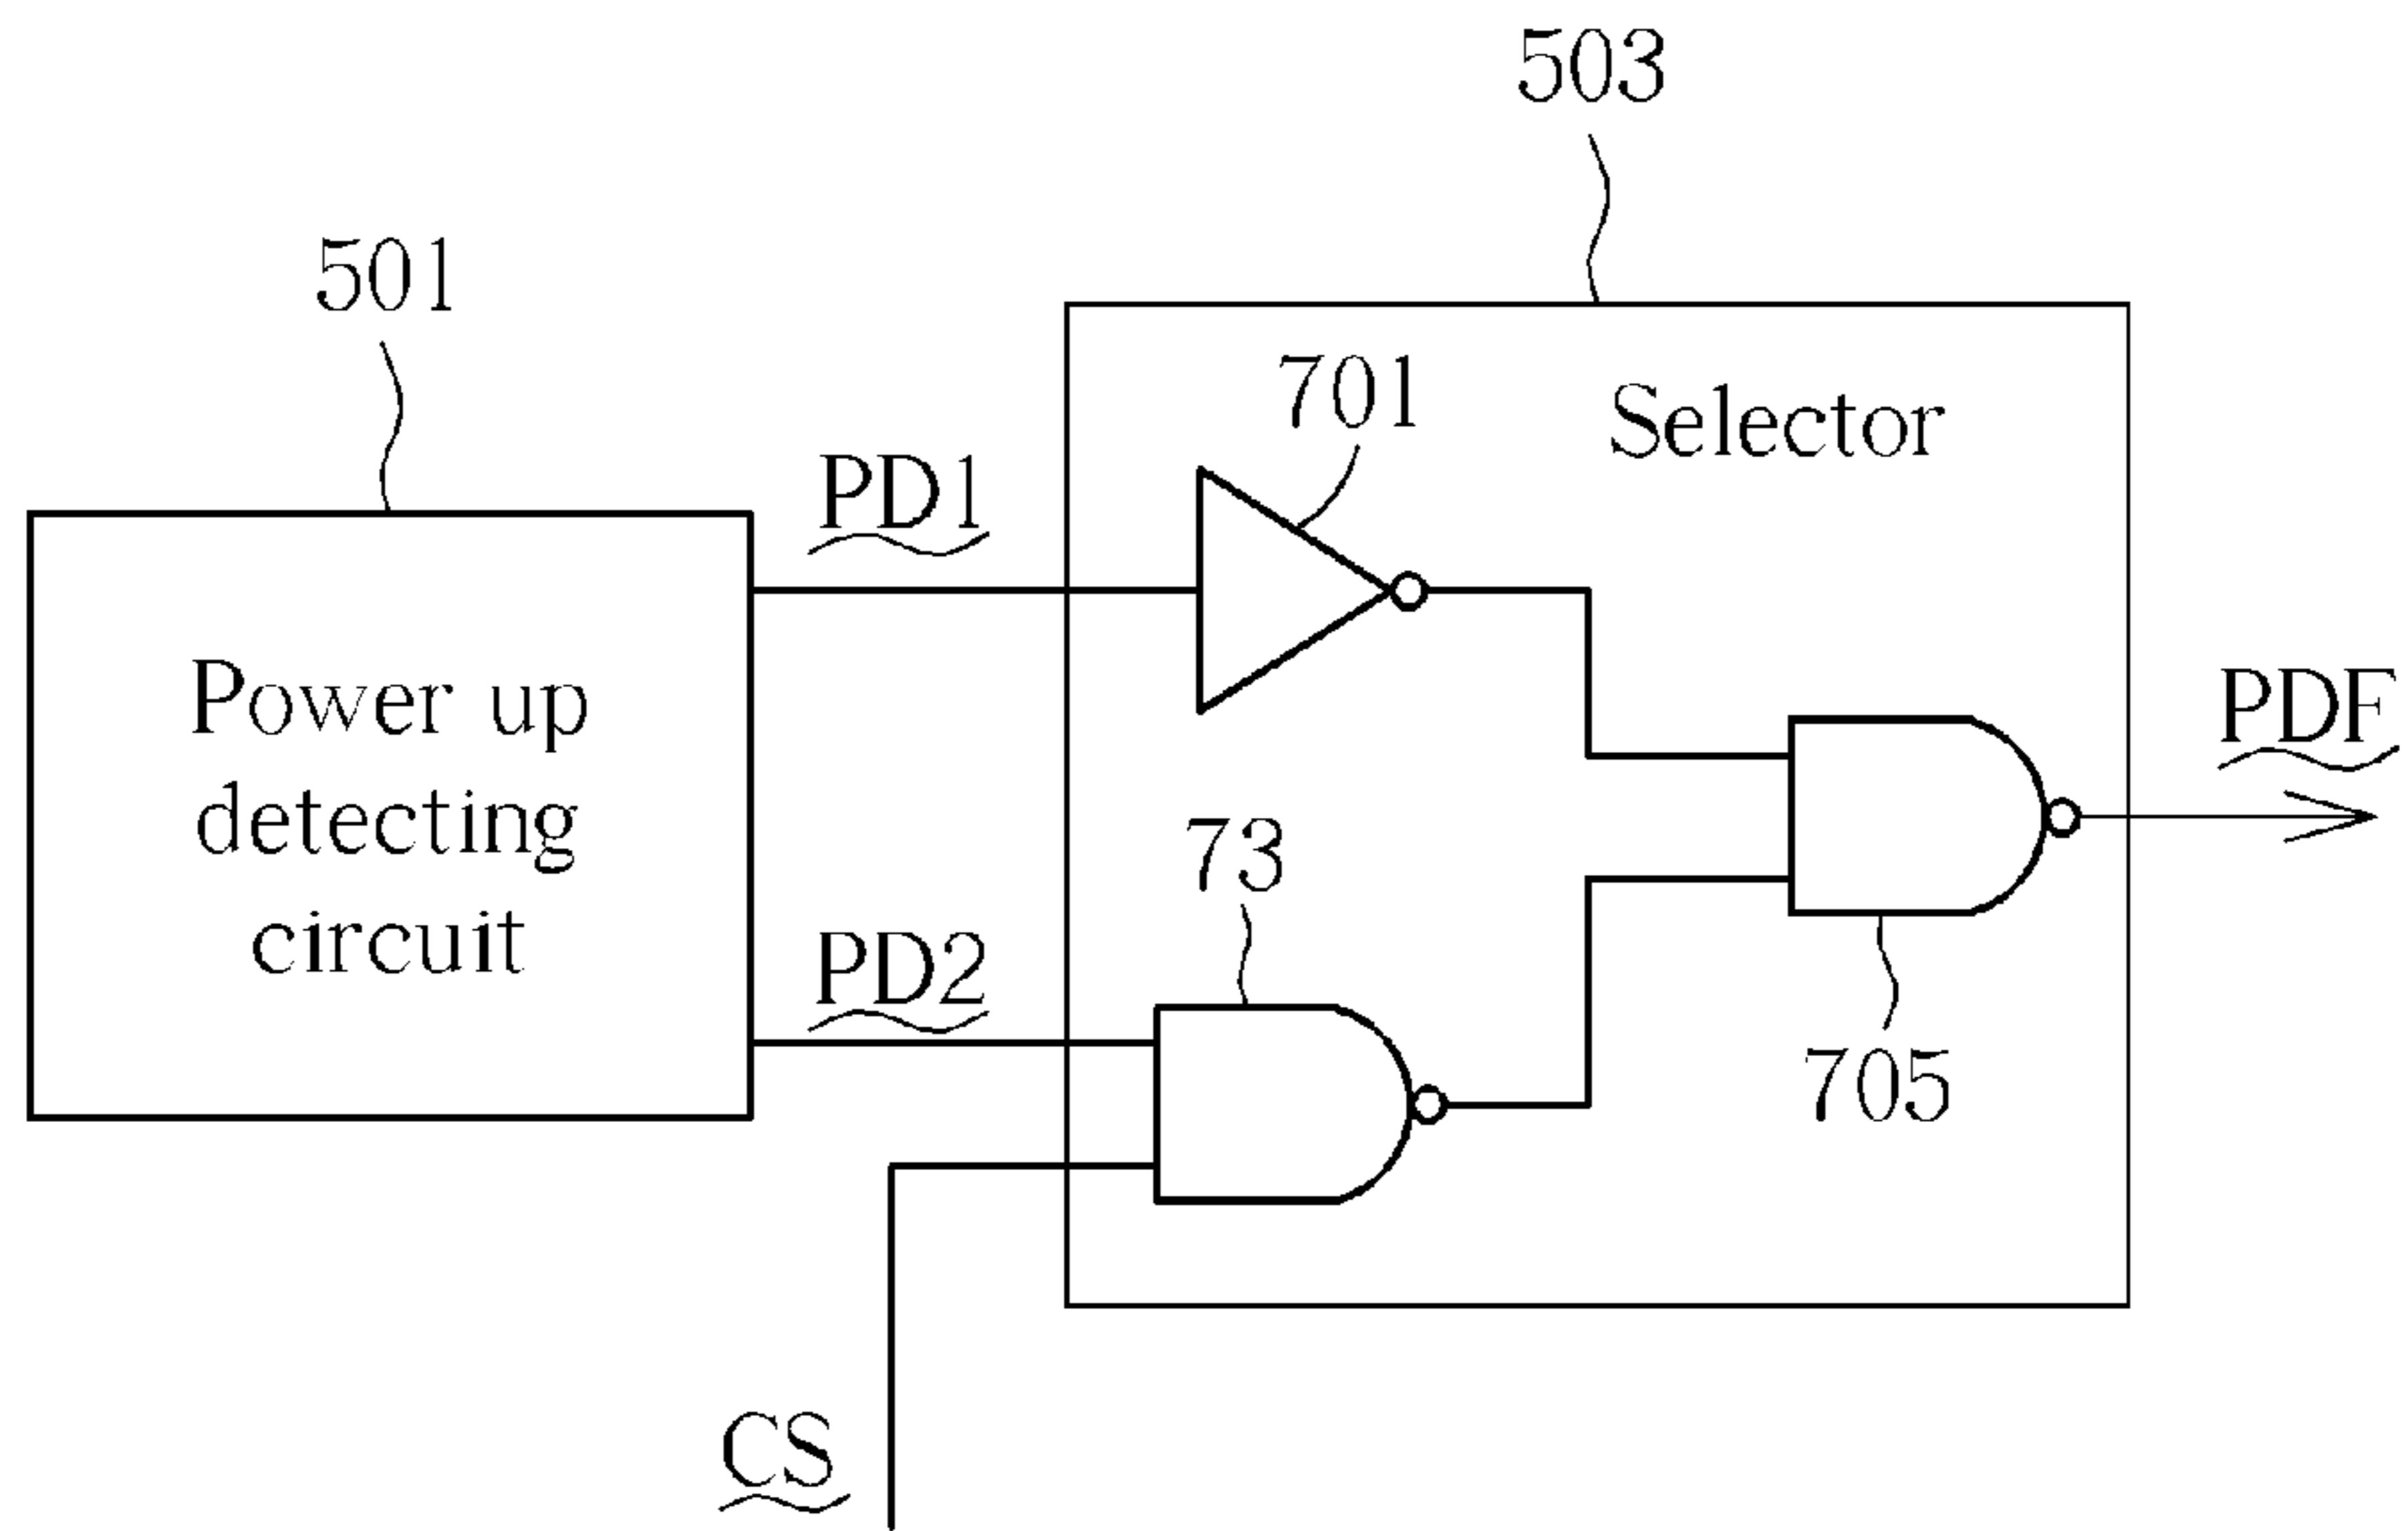 503
501
701
Selector
PD1
Power up
detecting
circuit
PDF
73
PD2
705
CS